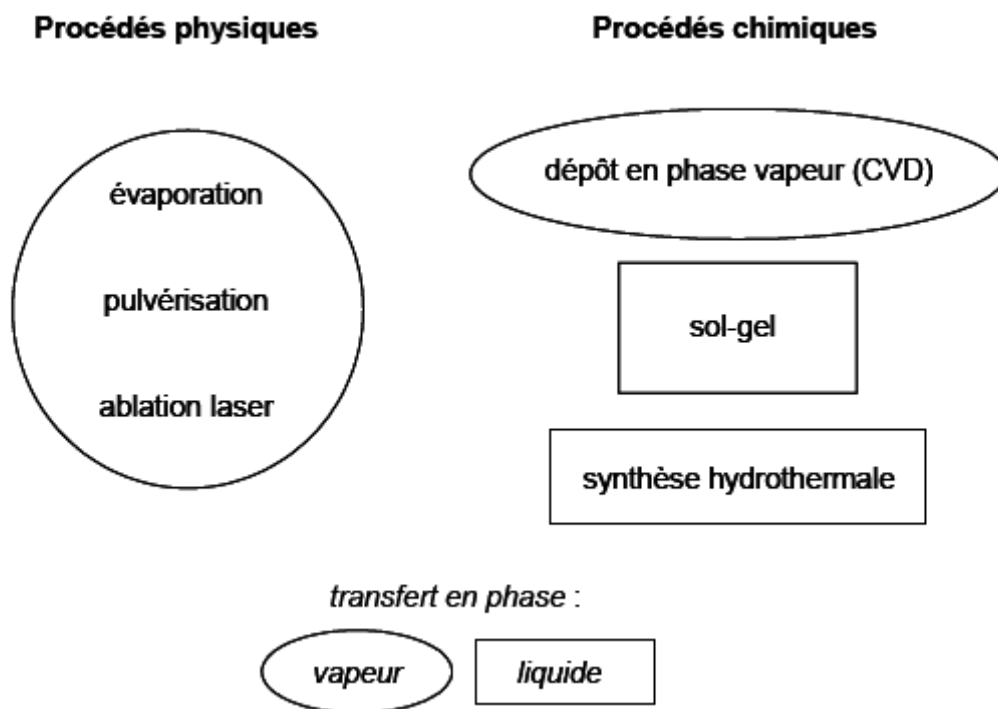 Procédés physiques
Procédés chimiques
évaporation
pulvérisation
ablation laser
dépôt en phase vapeur (CVD)
sol-gel
synthèse hydrothermale
transfert en phase :
vapeur
liquide